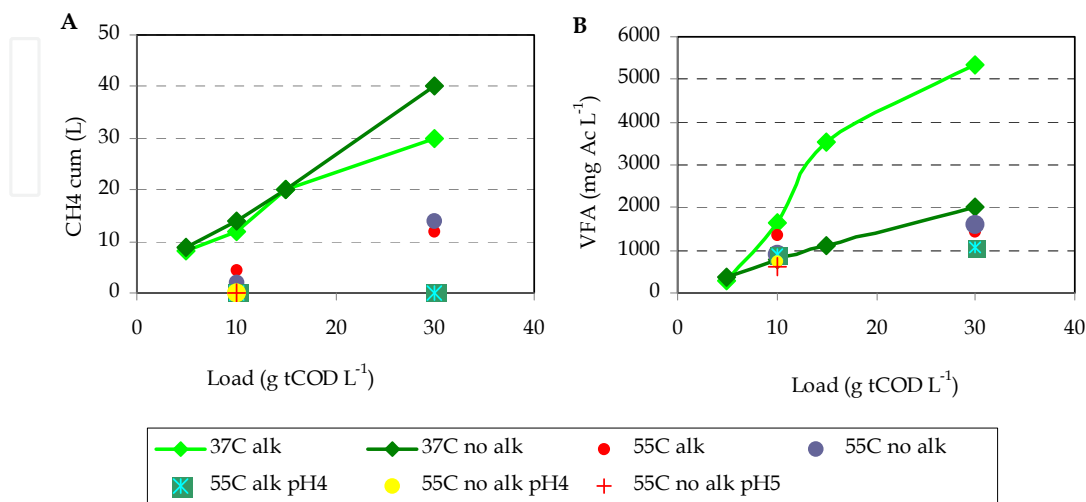 A
50
40
30
20
10
0
CH4 cum (L)
0 10 20 30 40
Load (g tCOD L⁻¹)
B
6000
5000
4000
3000
2000
1000
0
VFA (mg Ac L⁻¹)
0 10 20 30 40
Load (g tCOD L⁻¹)
37C alk 37C no alk 55C alk 55C no alk
55C alk pH4 55C no alk pH4 55C no alk pH5